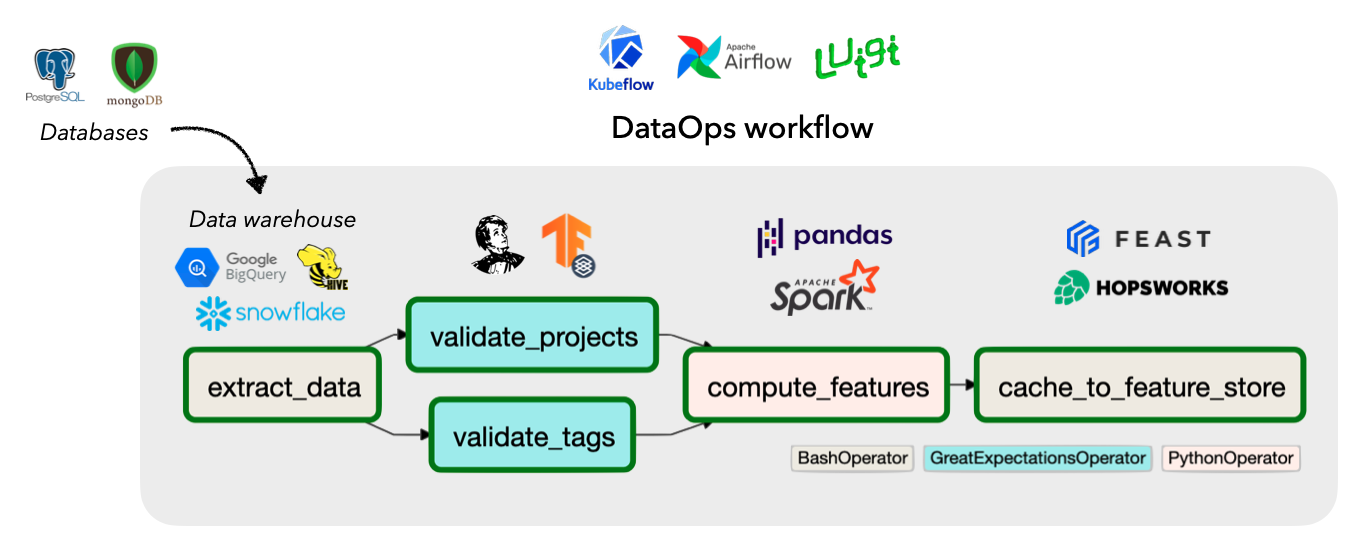 PostgreSQL
mongoDB
Databases
Kubeflow
Apache
Airflow
Luigi
DataOps workflow
Data warehouse
Google
BigQuery
HIVE
snowflake
pandas
APACHE
Spark™
FEAST
HOPSWORKS
extract_data
validate_projects
validate_tags
compute_features
cache_to_feature_store
BashOperator
GreatExpectationsOperator
PythonOperator